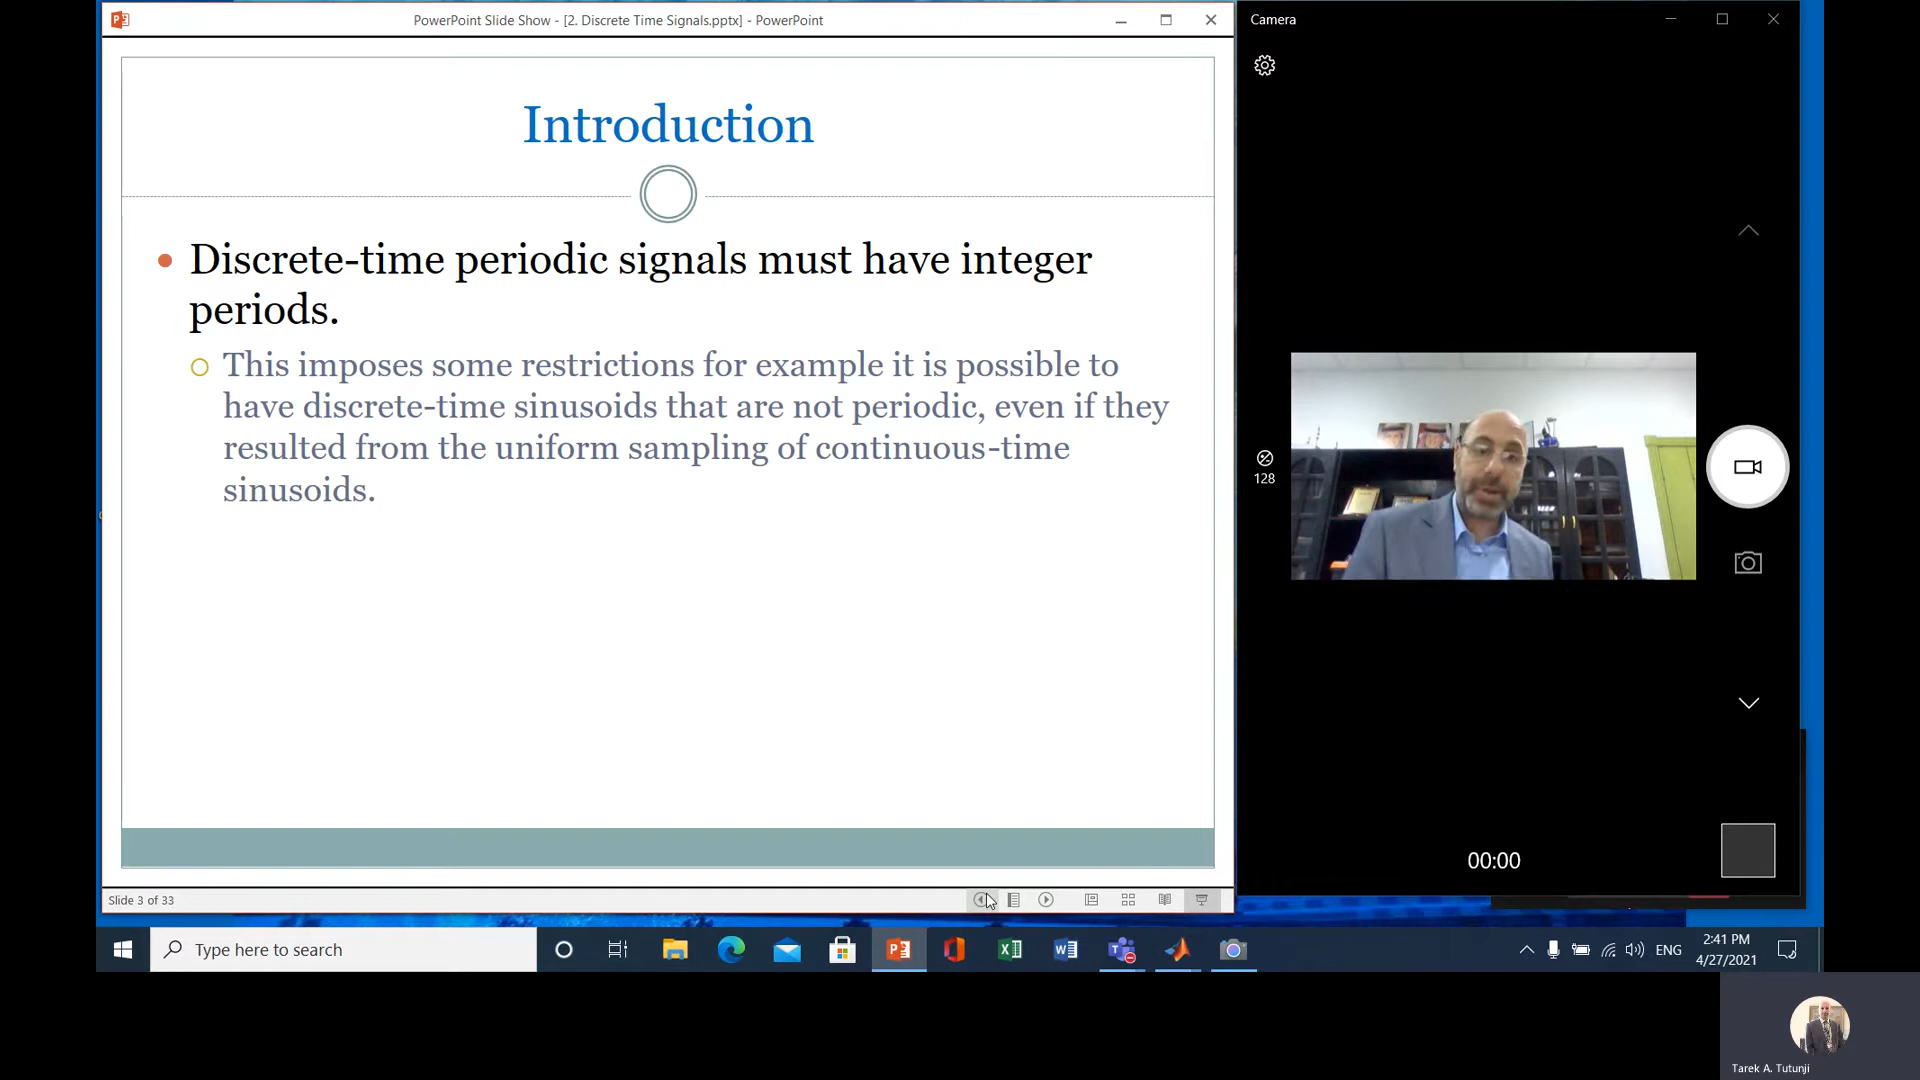 PowerPoint Slide Show - [2. Discrete Time Signals.pptx] - PowerPoint
Camera
Introduction
Discrete-time periodic signals must have integer
periods.
This imposes some restrictions for example it is possible to
have discrete-time sinusoids that are not periodic, even if they
resulted from the uniform sampling of continuous-time
sinusoids.
128
00:00
Slide 3 of 33
Type here to search
ENG
2:41 PM
4/27/2021
Tarek A. Tutunji